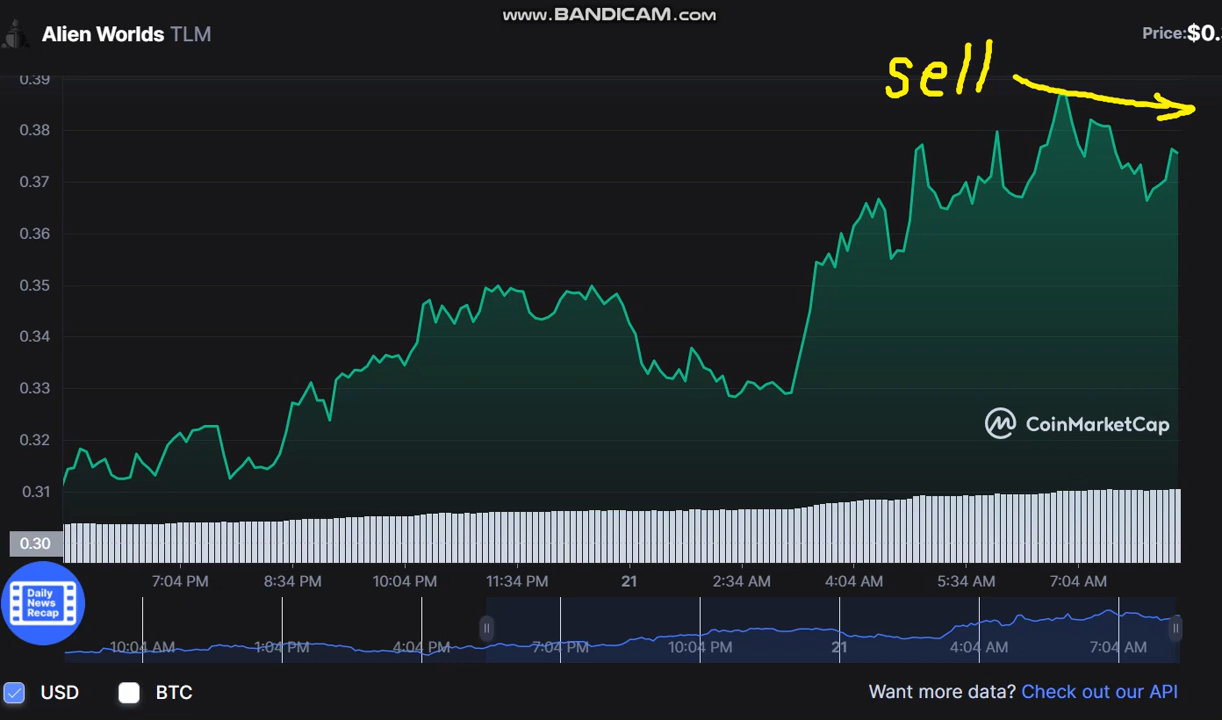 www.BANDICAM.com
Alien Worlds TLM
Price:$0.
sell
0.39
0.38
0.37
0.36
0.35
0.34
0.33
0.32
0.31
0.30
CoinMarketCap
7:04 PM 8:34 PM 10:04 PM 11:34 PM 21 2:34 AM 4:04 AM 5:34 AM 7:04 AM
Daily
News
Recap
10:04 AM 1:04 PM 4:04 PM 7:04 PM 10:04 PM 21 4:04 AM 7:04 AM
USD BTC
Want more data? Check out our API